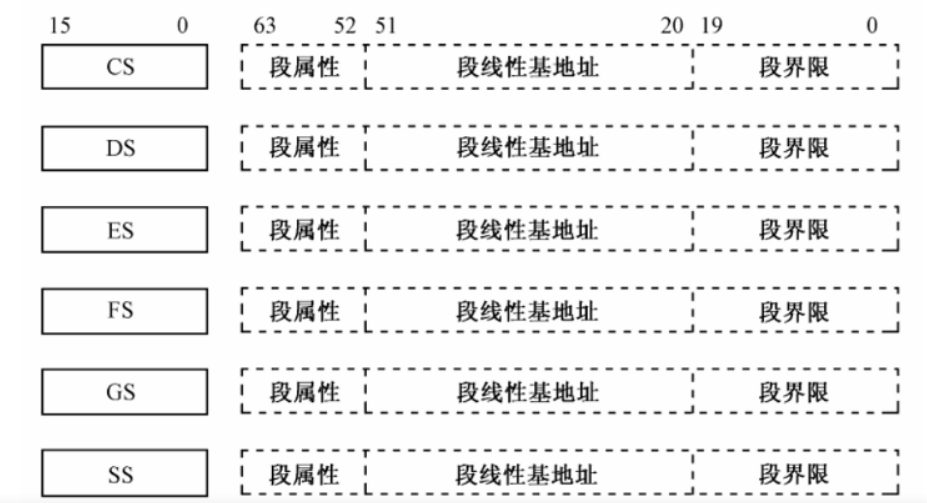 15 0 63 52 51 20 19 0
CS 段属性 段线性基地址 段界限
DS 段属性 段线性基地址 段界限
ES 段属性 段线性基地址 段界限
FS 段属性 段线性基地址 段界限
GS 段属性 段线性基地址 段界限
SS 段属性 段线性基地址 段界限